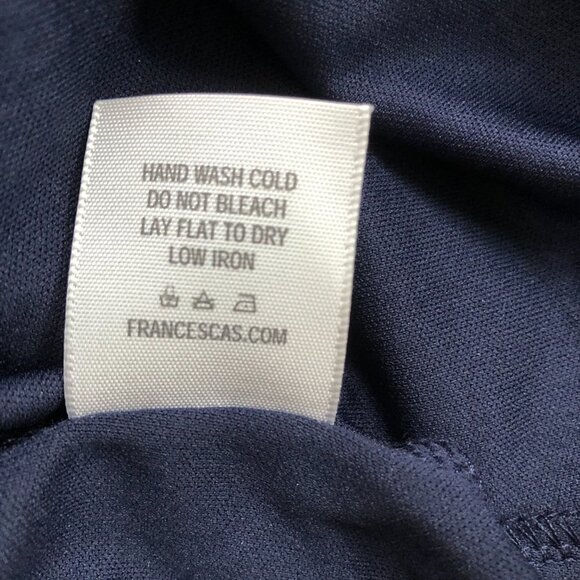 HAND WASH COLD
DO NOT BLEACH
LAY FLAT TO DRY
LOW IRON
FRANCESCAS.COM